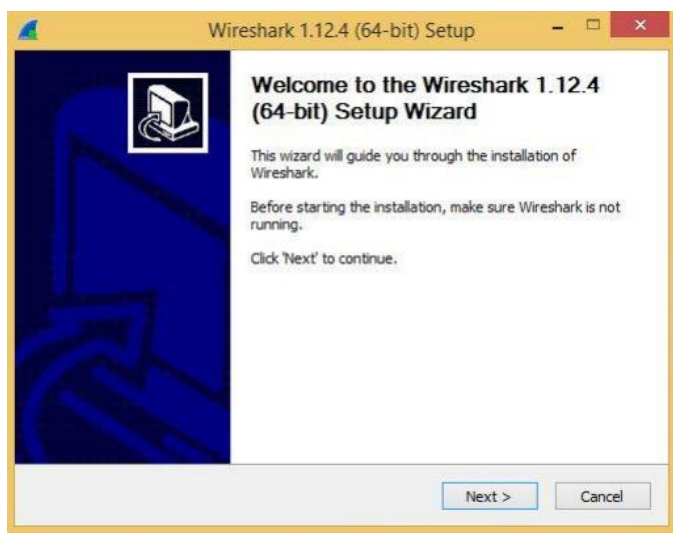 Wireshark 1.12.4 (64-bit) Setup
Welcome to the Wireshark 1.12.4
(64-bit) Setup Wizard
This wizard will guide you through the installation of
Wireshark.
Before starting the installation, make sure Wireshark is not
running.
Click 'Next' to continue.
Next >
Cancel